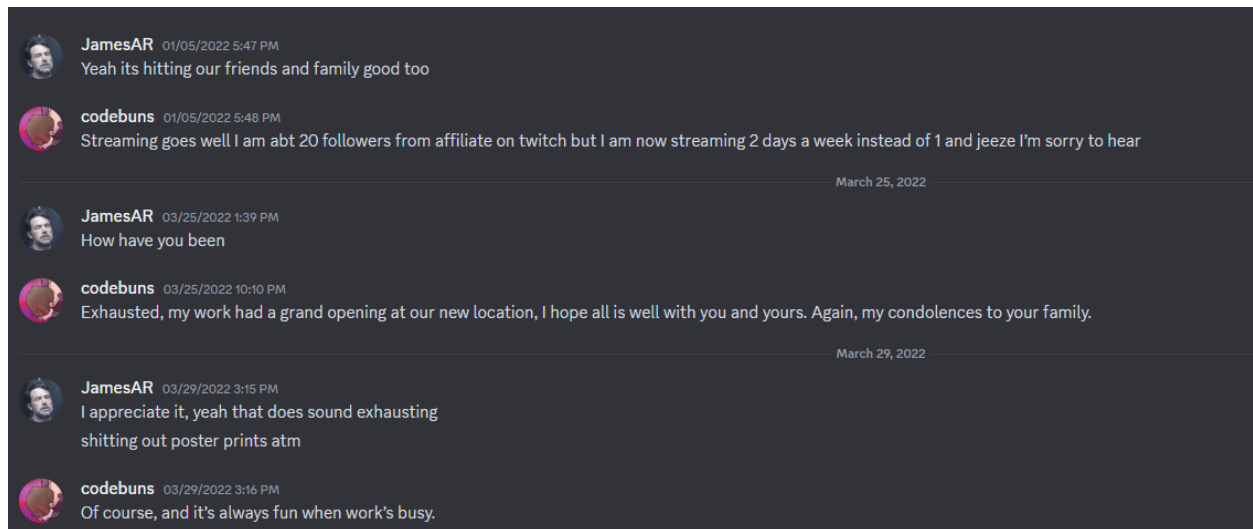 JamesAR 01/05/2022 5:47 PM
Yeah its hitting our friends and family good too
codebuns 01/05/2022 5:48 PM
Streaming goes well I am abt 20 followers from affiliate on twitch but I am now streaming 2 days a week instead of 1 and jeeze I'm sorry to hear
March 25, 2022
JamesAR 03/25/2022 1:39 PM
How have you been
codebuns 03/25/2022 10:10 PM
Exhausted, my work had a grand opening at our new location, I hope all is well with you and yours. Again, my condolences to your family.
March 29, 2022
JamesAR 03/29/2022 3:15 PM
I appreciate it, yeah that does sound exhausting
shitting out poster prints atm
codebuns 03/29/2022 3:16 PM
Of course, and it's always fun when work's busy.